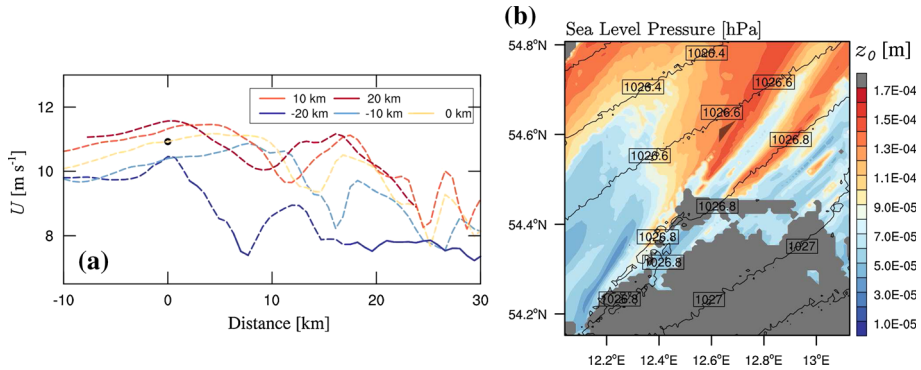 (a)
12
10
8
U [m s⁻¹]
10 km
20 km
-20 km
-10 km
0 km
-10
0
10
20
30
Distance [km]
(b)
Sea Level Pressure [hPa]
z₀ [m]
54.8°N
54.6°N
54.4°N
54.2°N
12.2°E
12.4°E
12.6°E
12.8°E
13°E
1026.4
1026.4
1026.6
1026.6
1026.6
1026.8
1026.8
1026.8
1026.8
1026.8
1027
1027
1.7E-04
1.5E-04
1.3E-04
1.1E-04
9.0E-05
7.0E-05
5.0E-05
3.0E-05
1.0E-05